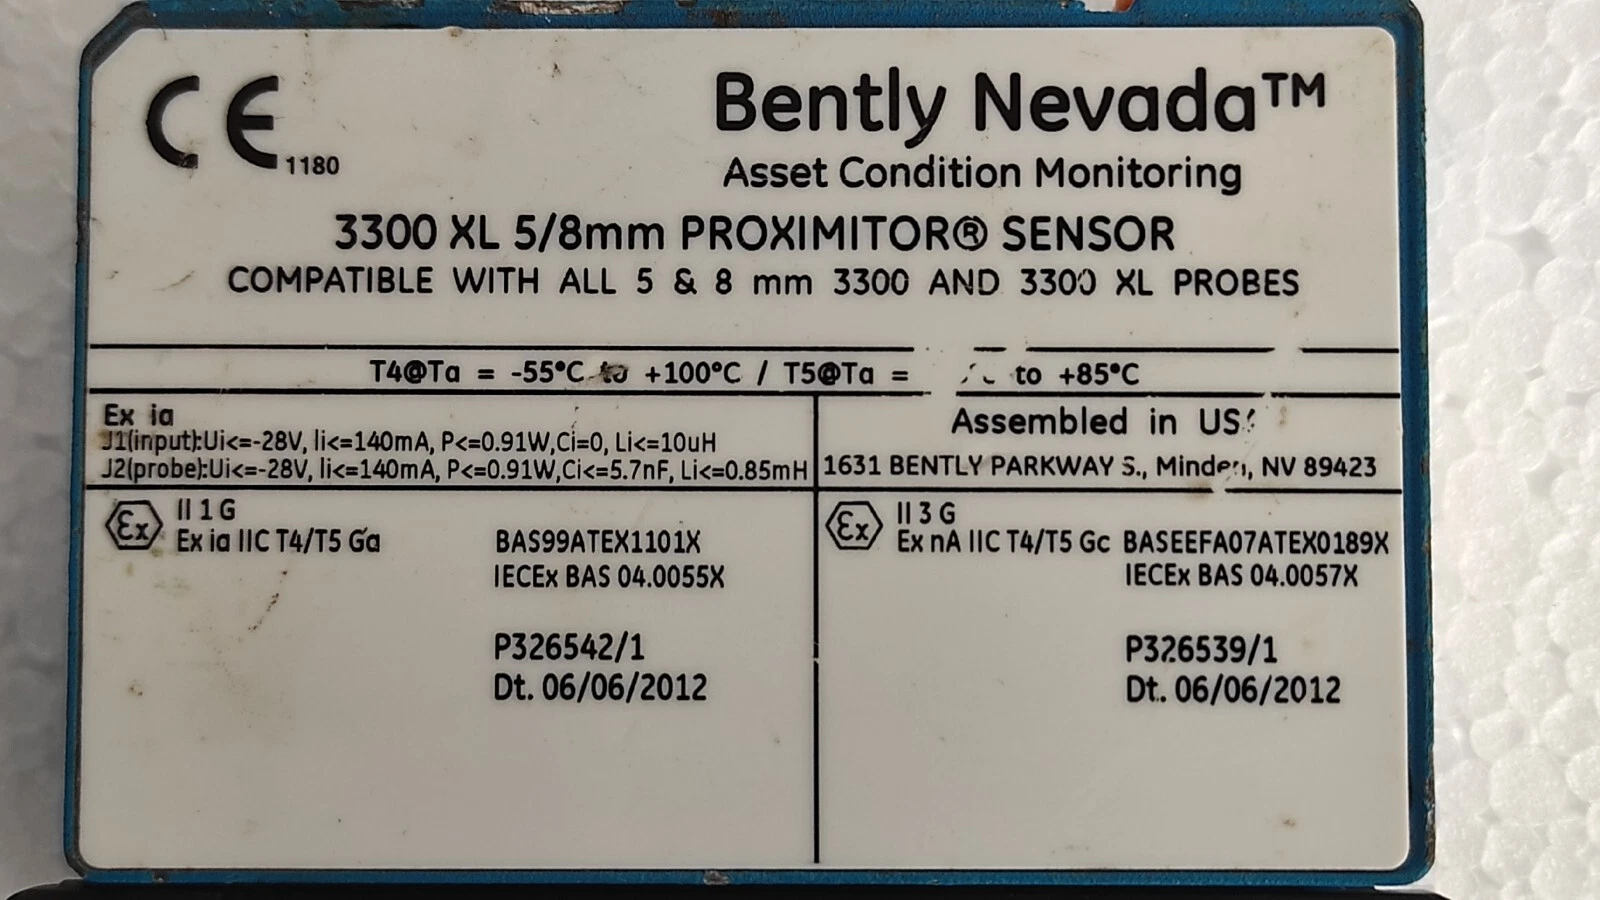 CE 1180
Bently Nevada™
Asset Condition Monitoring
3300 XL 5/8mm PROXIMITOR® SENSOR
COMPATIBLE WITH ALL 5 & 8 mm 3300 AND 3300 XL PROBES
T4@Ta = -55°C to +100°C / T5@Ta = to +85°C
Ex ia
J1(input):Ui<=-28V, Ii<=140mA, P<=0.91W,Ci=0, Li<=10uH
J2(probe):Ui<=-28V, Ii<=140mA, P<=0.91W,Ci<=5.7nF, Li<=0.85mH
Assembled in
1631 BENTLY PARKWAY S., Minden, NV 89423
Ex II 1 G
Ex ia IIC T4/T5 Ga BAS99ATEX1101X
IECEx BAS 04.0055X
P326542/1
Dt. 06/06/2012
Ex II 3 G
Ex nA IIC T4/T5 Gc BASEEFA07ATEX0189X
IECEx BAS 04.0057X
P326539/1
Dt. 06/06/2012